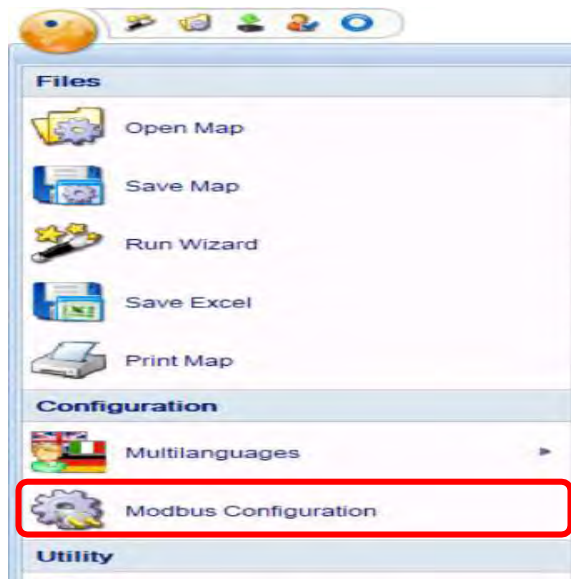 Files
Open Map
Save Map
Run Wizard
Save Excel
Print Map
Configuration
Multilanguages
Modbus Configuration
Utility